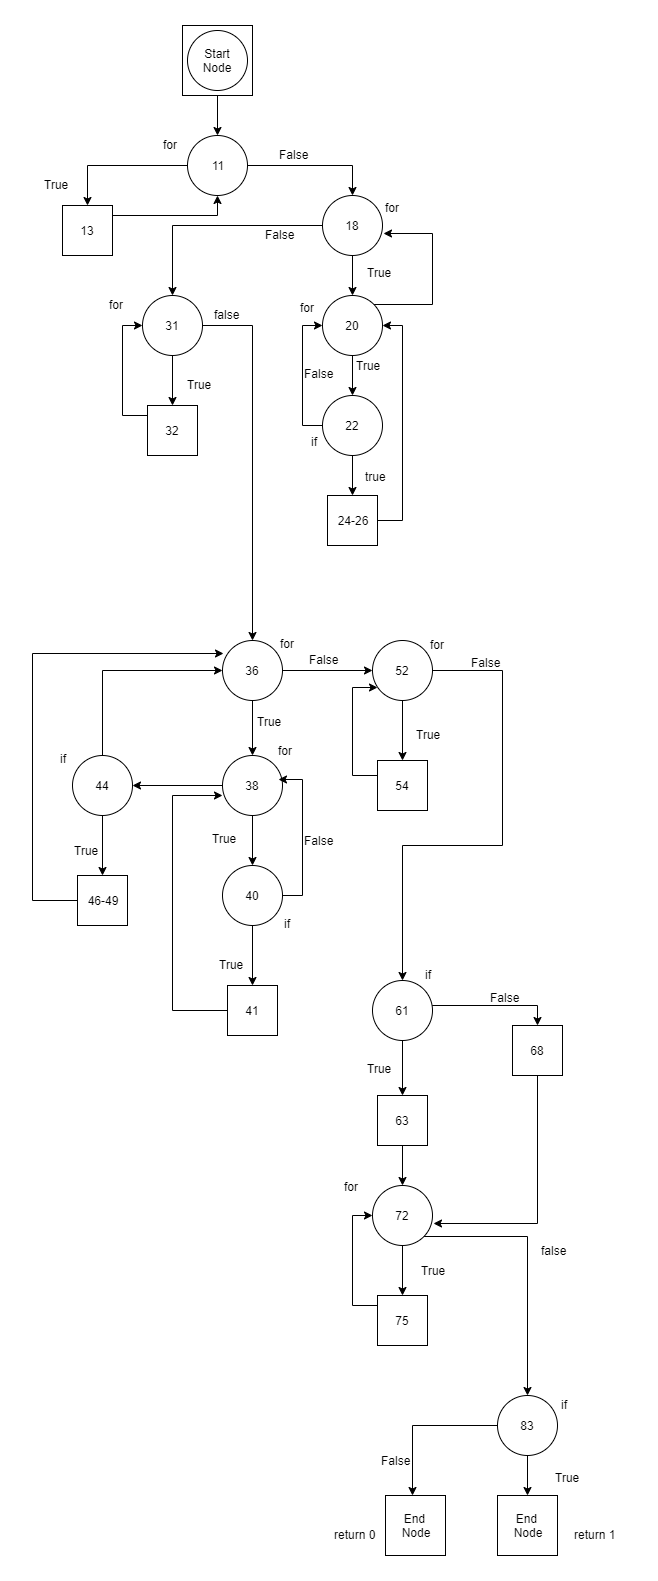 Start
Node
for
11
False
True
13
18
for
False
True
for
31
false
for
20
True
True
False
32
22
if
true
24-26
for
36
False
for
52
False
True
True
for
if
44
38
54
True
False
True
46-49
40
if
True
41
if
61
False
68
True
63
for
72
false
True
75
if
83
False
True
End
Node
return 0
End
Node
return 1